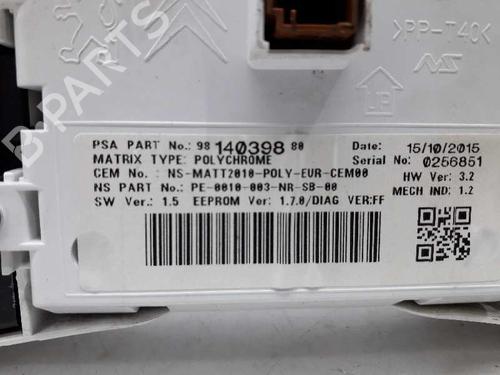 B-PARTS
>PP-T40<
PSA PART No.: 98 140398 80 Date: 15/10/2015
MATRIX TYPE: POLYCHROME Serial No: 0256851
CEM No. : NS-MATT2010-POLY-EUR-CEM00 HW Ver: 3.2
NS PART No.: PE-0010-003-NR-SB-00 MECH IND: 1.2
SW Ver.: 1.5 EEPROM Ver: 1.7.0/DIAG VER:FF